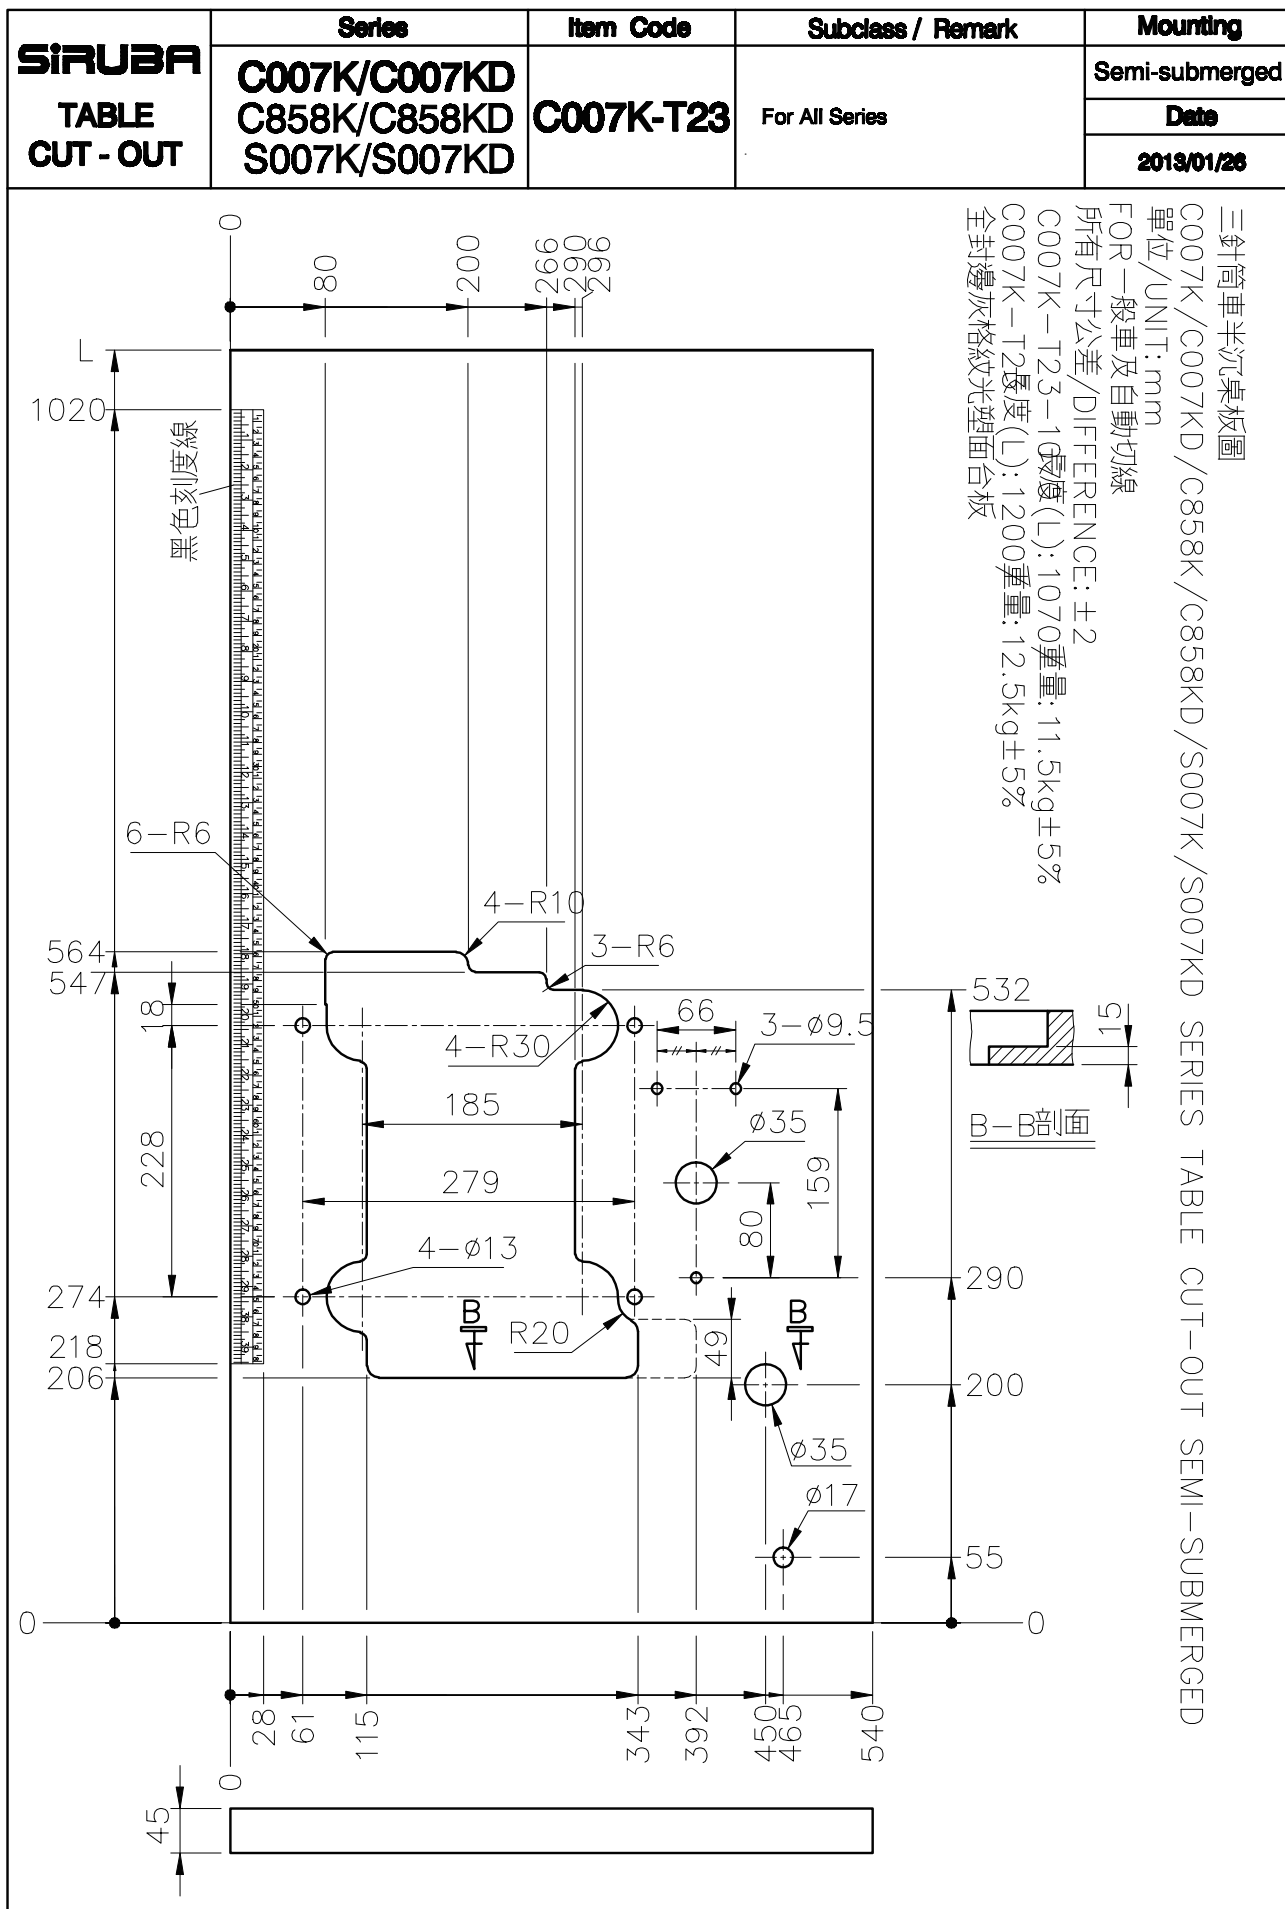 SiRUBA
TABLE
CUT - OUT
Series
C007K/C007KD
C858K/C858KD
S007K/S007KD
Item Code
C007K-T23
Subclass / Remark
For All Series
Mounting
Semi-submerged
Date
2013/01/26
三針筒車半沉桌板圖
C007K/C007KD/C858K/C858KD/S007K/S007KD SERIES TABLE CUT-OUT SEMI-SUBMERGED
單位/UNIT:mm
FOR 一般車及自動切線
所有尺寸公差/DIFFERENCE:±2
C007K-T23-10長度(L):1070重量:11.5kg±5%
C007K-T2長度(L):1200重量:12.5kg±5%
全封邊灰格紋光塑面台板
0
80
200
266
290
296
L
1020
黑色刻度線
6-R6
4-R10
3-R6
564
547
18
228
274
218
206
0
4-R30
185
279
4-ø13
R20
B
B
66
3-ø9.5
ø35
159
80
49
ø35
ø17
532
290
200
55
0
15
B-B剖面
0
28
61
115
343
392
450
465
540
45